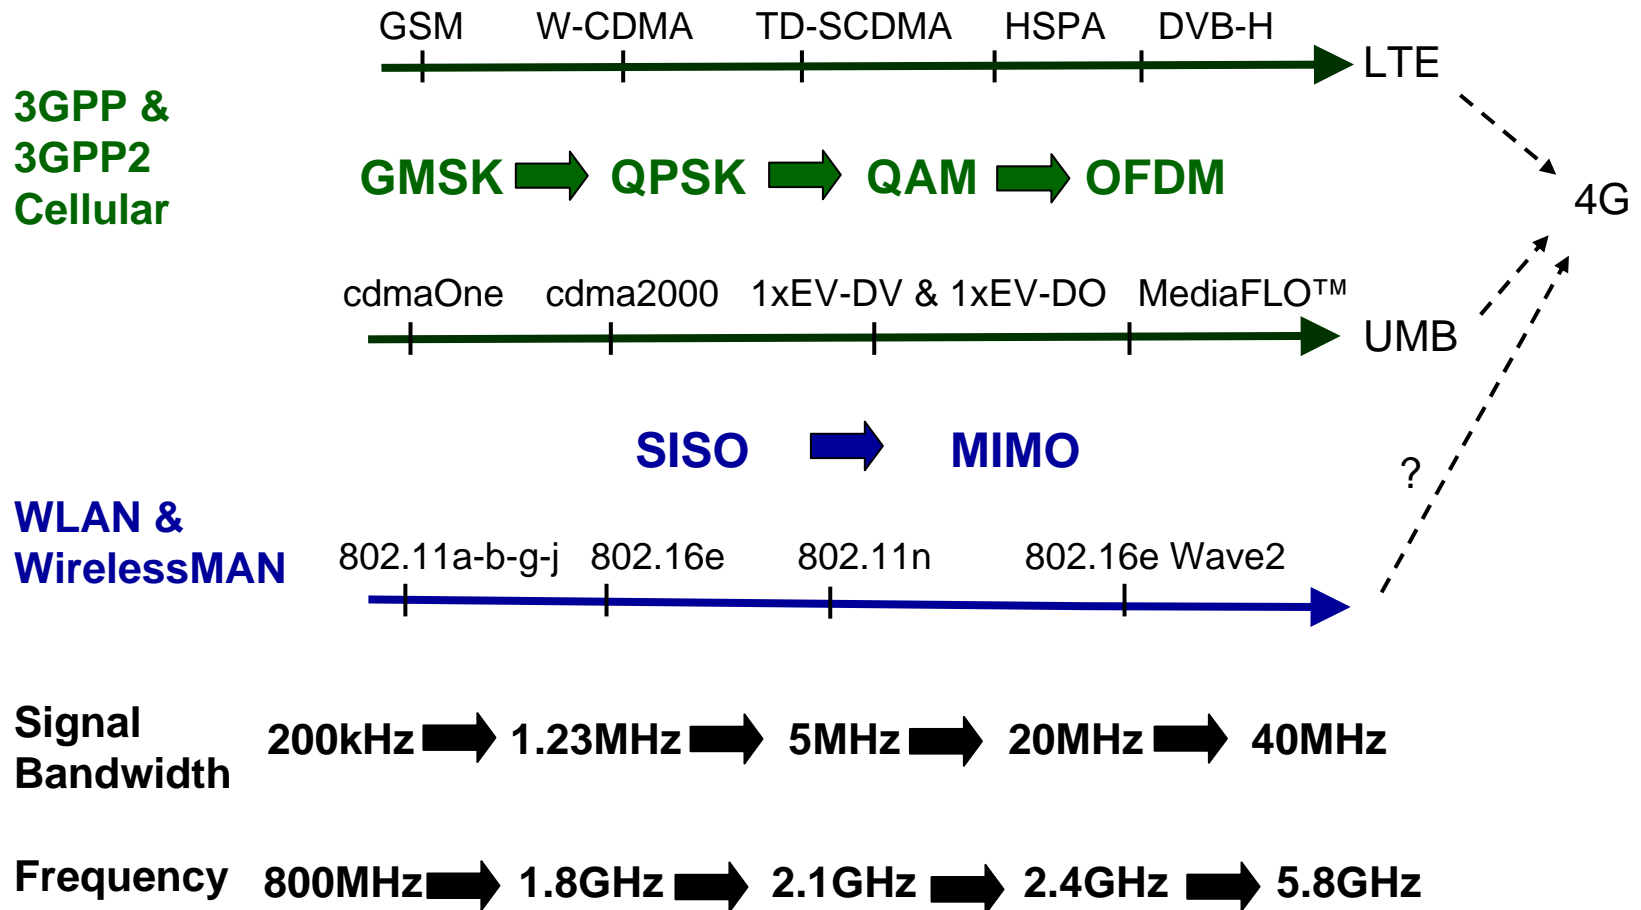 GSM W-CDMA TD-SCDMA HSPA DVB-H
LTE
3GPP &
3GPP2
Cellular
GMSK QPSK QAM OFDM
4G
cdmaOne cdma2000 1xEV-DV & 1xEV-DO MediaFLO™
UMB
SISO MIMO
?
WLAN &
WirelessMAN
802.11a-b-g-j 802.16e 802.11n 802.16e Wave2
Signal
Bandwidth
200kHz 1.23MHz 5MHz 20MHz 40MHz
Frequency 800MHz 1.8GHz 2.1GHz 2.4GHz 5.8GHz